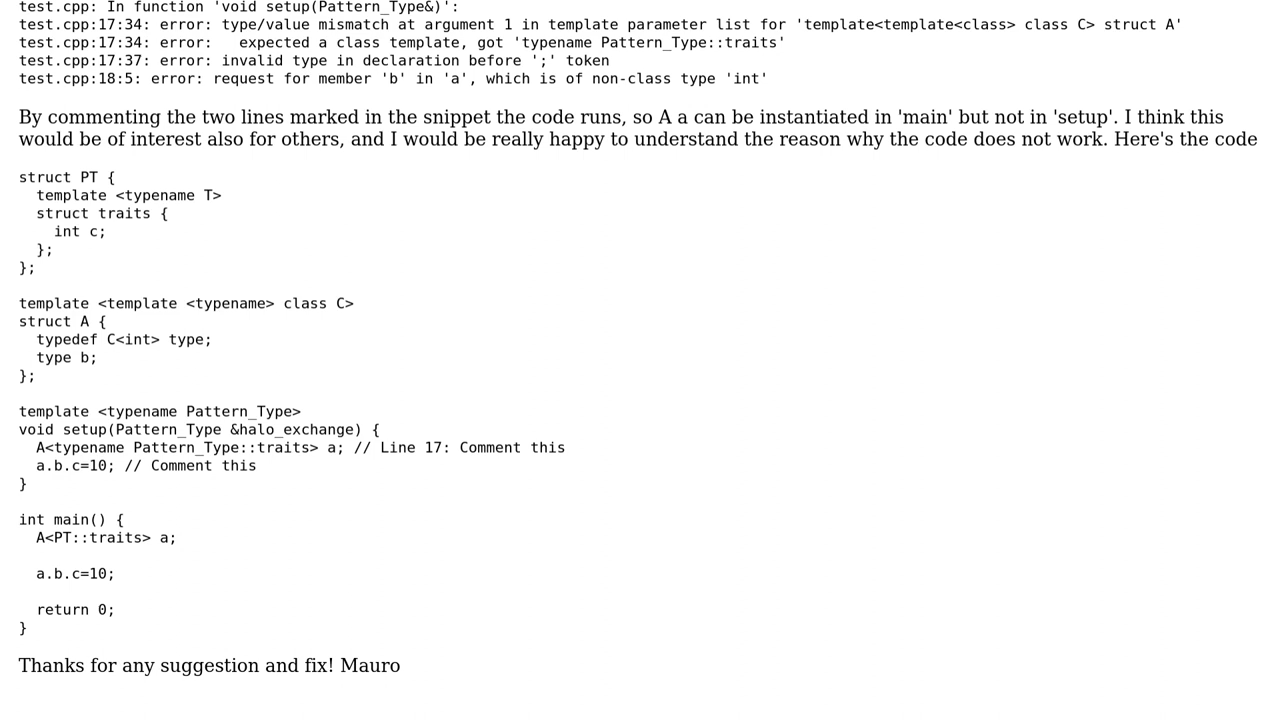 test.cpp: In function 'void setup(Pattern_Type&)':
test.cpp:17:34: error: type/value mismatch at argument 1 in template parameter list for 'template<template<class> class C> struct A'
test.cpp:17:34: error:   expected a class template, got 'typename Pattern_Type::traits'
test.cpp:17:37: error: invalid type in declaration before ';' token
test.cpp:18:5: error: request for member 'b' in 'a', which is of non-class type 'int'
By commenting the two lines marked in the snippet the code runs, so A a can be instantiated in 'main' but not in 'setup'. I think this
would be of interest also for others, and I would be really happy to understand the reason why the code does not work. Here's the code
struct PT {
  template <typename T>
  struct traits {
    int c;
  };
};
template <template <typename> class C>
struct A {
  typedef C<int> type;
  type b;
};
template <typename Pattern_Type>
void setup(Pattern_Type &halo_exchange) {
  A<typename Pattern_Type::traits> a; // Line 17: Comment this
  a.b.c=10; // Comment this
}
int main() {
  A<PT::traits> a;
  a.b.c=10;
  return 0;
}
Thanks for any suggestion and fix! Mauro